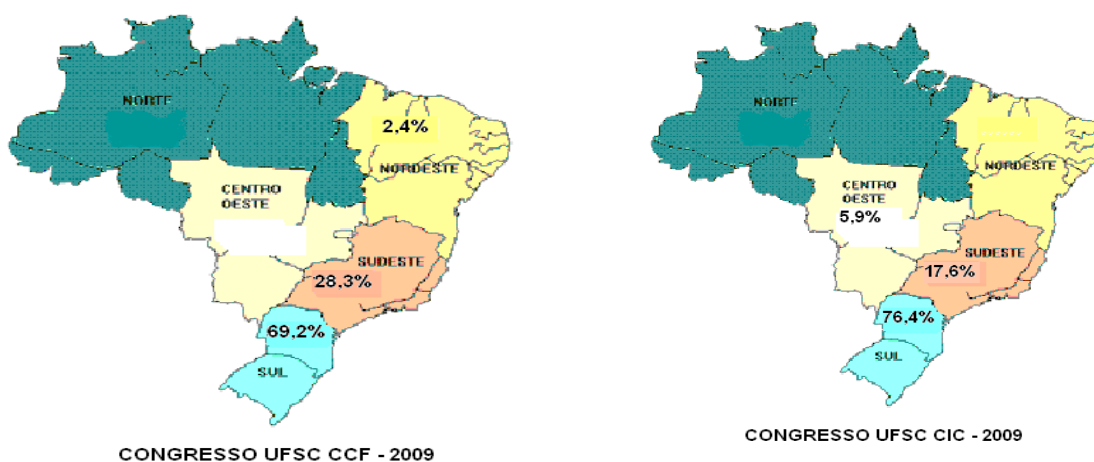 NORTE
2,4%
NORDESTE
CENTRO
OESTE
SUDESTE
28,3%
69,2%
SUL
CONGRESSO UFSC CCF - 2009
NORTE
NORDESTE
CENTRO
OESTE
5,9%
SUDESTE
17,6%
76,4%
SUL
CONGRESSO UFSC CIC - 2009